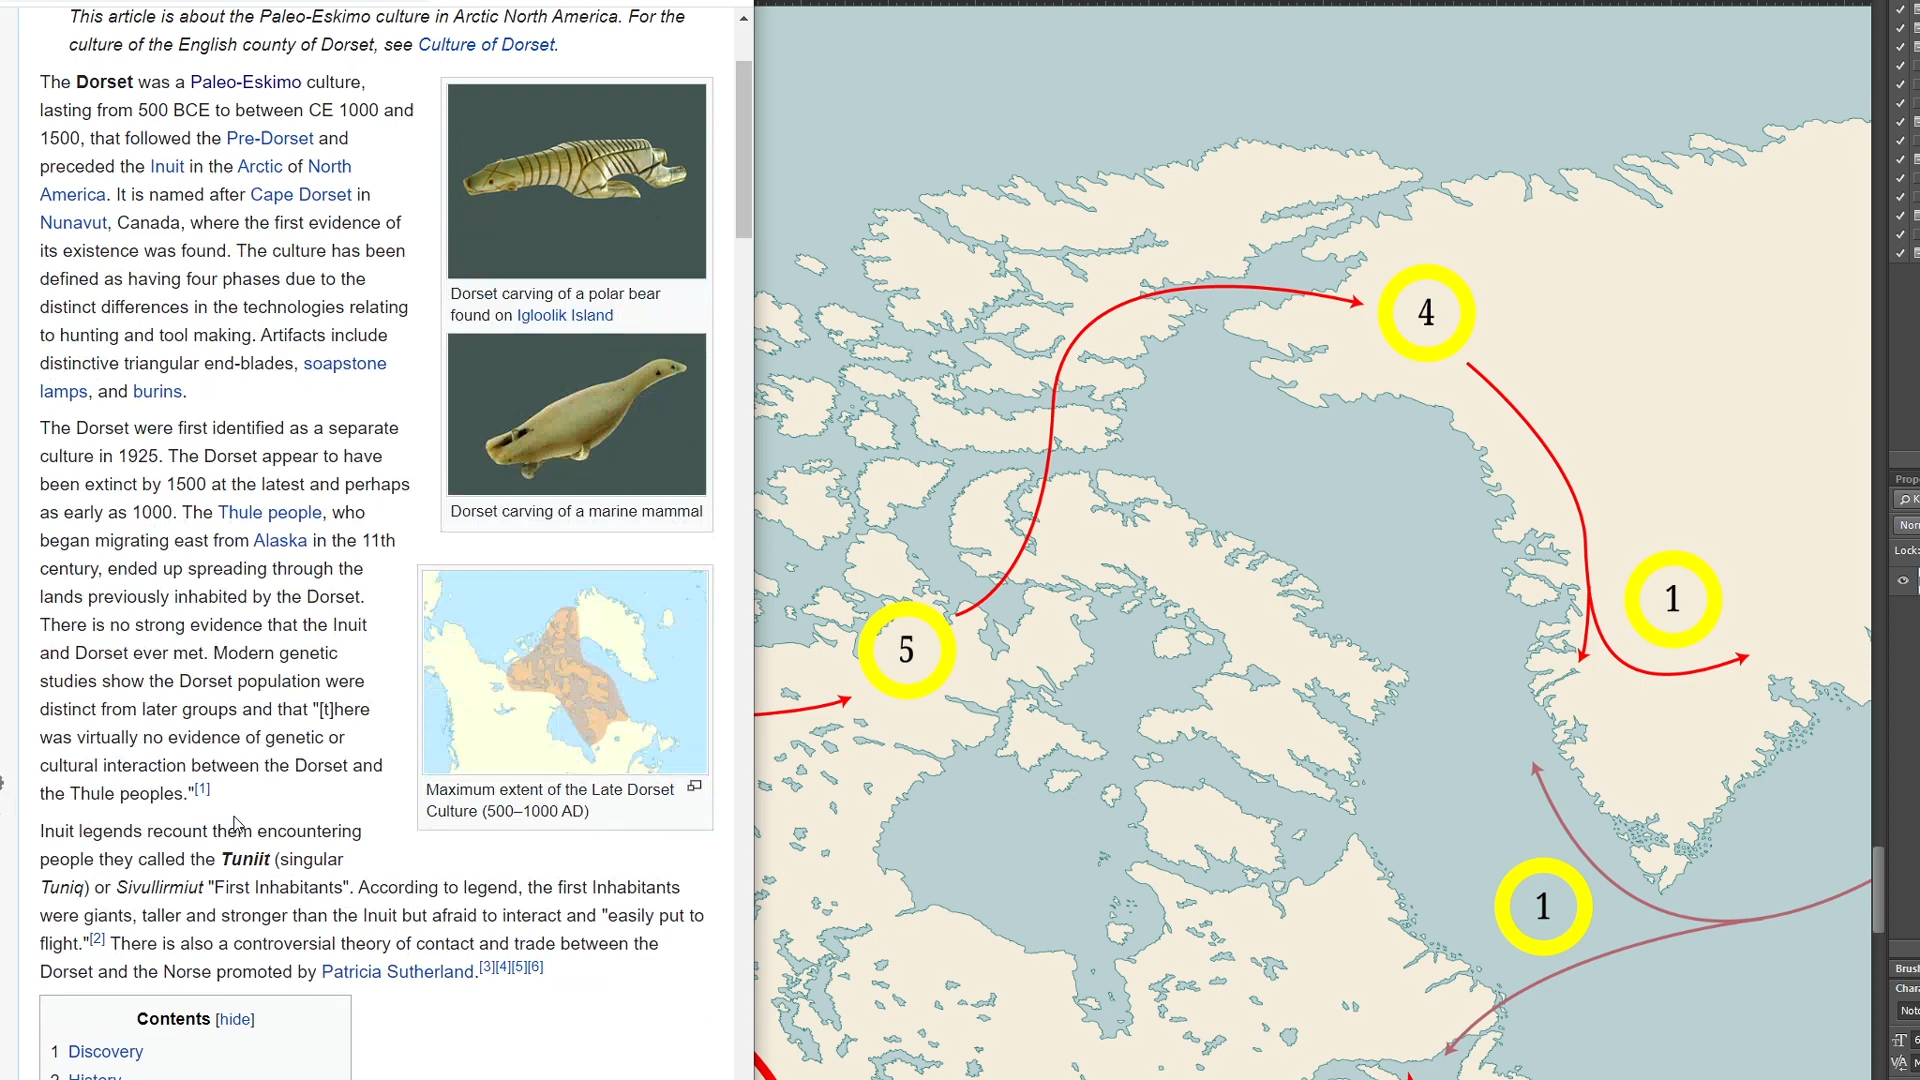 This article is about the Paleo-Eskimo culture in Arctic North America. For the
culture of the English county of Dorset, see Culture of Dorset.
The Dorset was a Paleo-Eskimo culture,
lasting from 500 BCE to between CE 1000 and
1500, that followed the Pre-Dorset and
preceded the Inuit in the Arctic of North
America. It is named after Cape Dorset in
Nunavut, Canada, where the first evidence of
its existence was found. The culture has been
defined as having four phases due to the
distinct differences in the technologies relating
to hunting and tool making. Artifacts include
distinctive triangular end-blades, soapstone
lamps, and burins.
Dorset carving of a polar bear
found on Igloolik Island
Dorset carving of a marine mammal
The Dorset were first identified as a separate
culture in 1925. The Dorset appear to have
been extinct by 1500 at the latest and perhaps
as early as 1000. The Thule people, who
began migrating east from Alaska in the 11th
century, ended up spreading through the
lands previously inhabited by the Dorset.
There is no strong evidence that the Inuit
and Dorset ever met. Modern genetic
studies show the Dorset population were
distinct from later groups and that "[t]here
was virtually no evidence of genetic or
cultural interaction between the Dorset and
the Thule peoples."[1]
Maximum extent of the Late Dorset
Culture (500–1000 AD)
Inuit legends recount them encountering
people they called the Tuniit (singular
Tuniq) or Sivullirmiut "First Inhabitants". According to legend, the first Inhabitants
were giants, taller and stronger than the Inuit but afraid to interact and "easily put to
flight."[2] There is also a controversial theory of contact and trade between the
Dorset and the Norse promoted by Patricia Sutherland.[3][4][5][6]
Contents [hide]
1 Discovery
2 History
4
1
5
1
Prop
Lock: